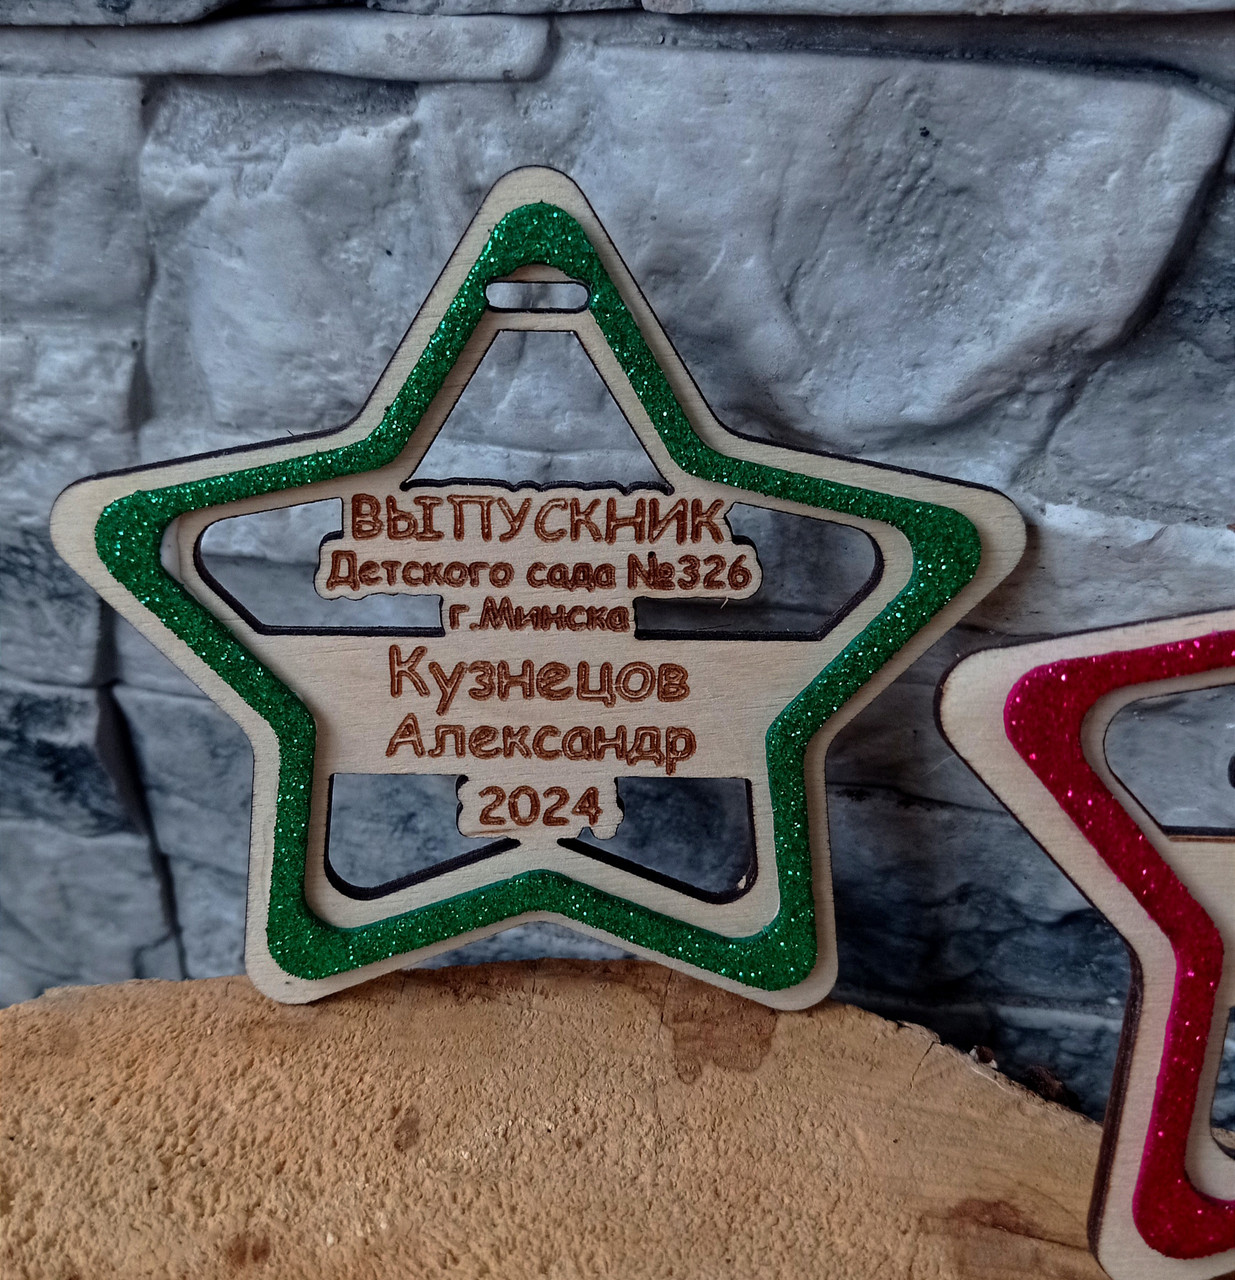 ВЫПУСКНИК
Детского сада №326
г.Минска
Кузнецов
Александр
2024